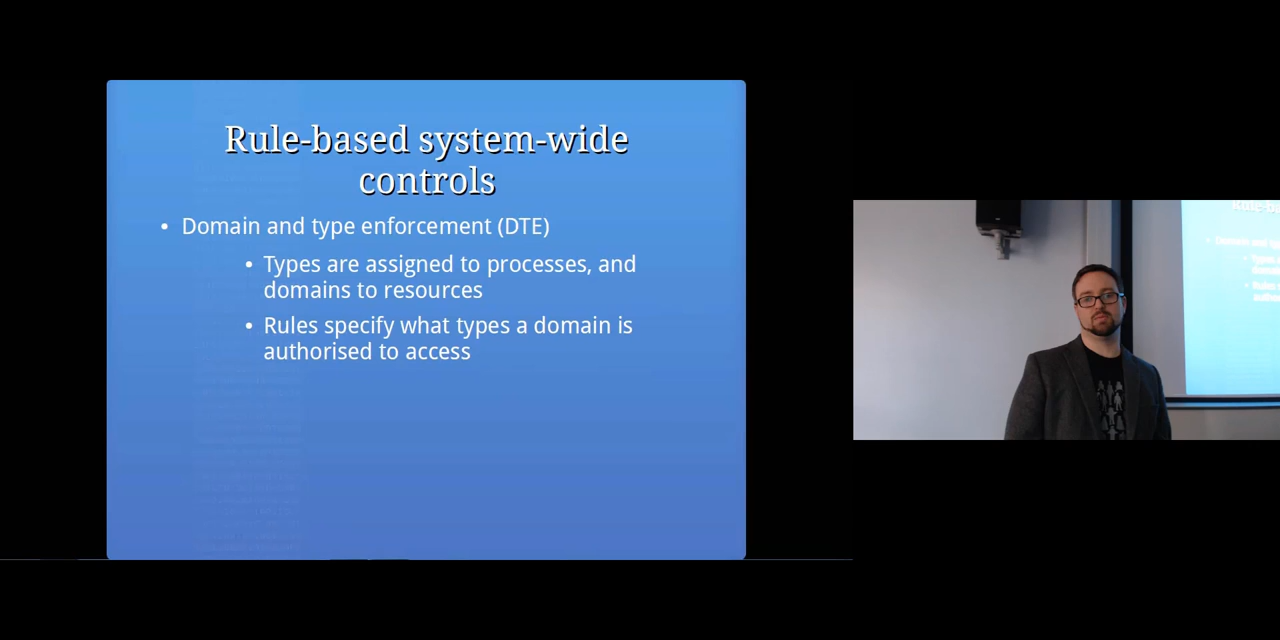 Rule-based system-wide
controls
• Domain and type enforcement (DTE)
• Types are assigned to processes, and
domains to resources
• Rules specify what types a domain is
authorised to access